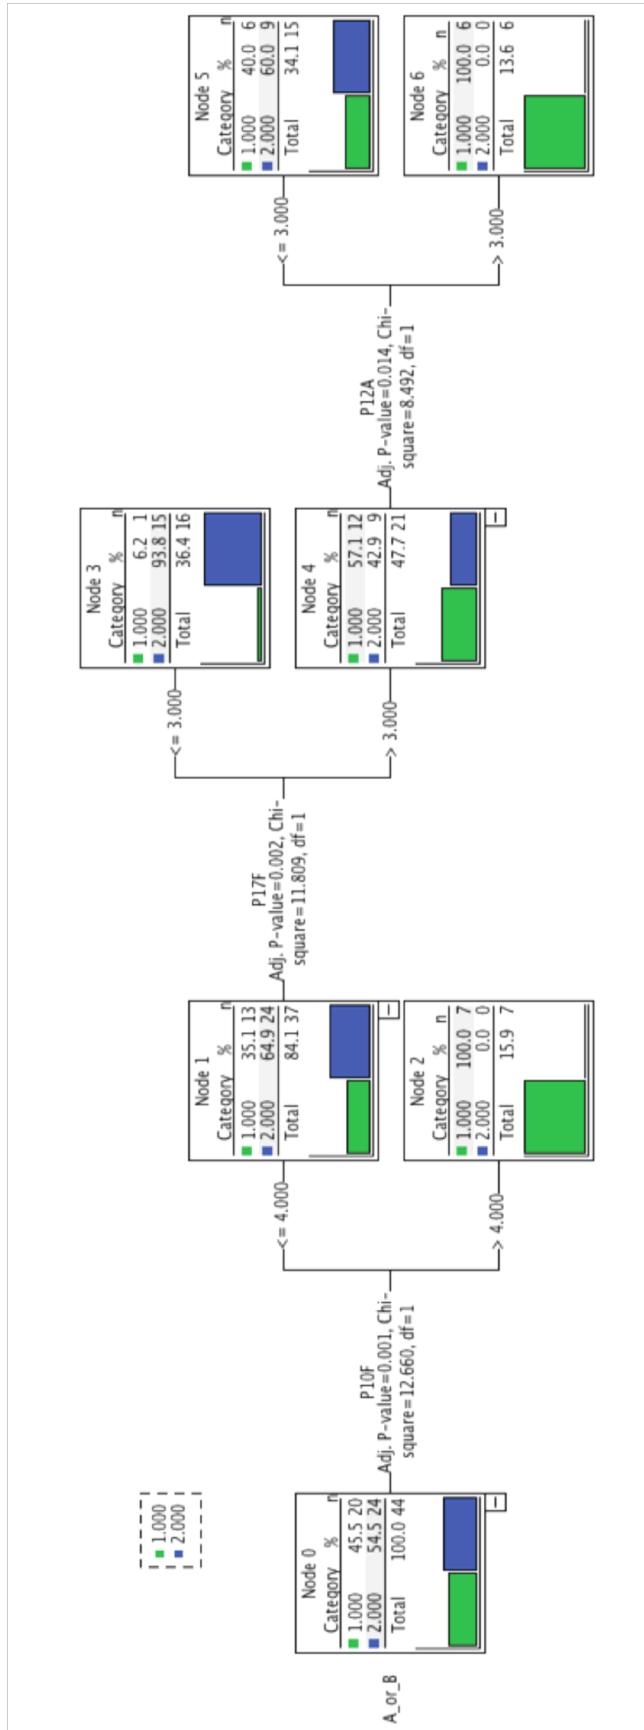 A_or_B
1.000
2.000
Node 0
Category % n
1.000 45.5 20
2.000 54.5 24
Total 100.0 44
P10F
Adj. P-value=0.001, Chi-
square=12.660, df=1
<= 4.000
> 4.000
Node 1
Category % n
1.000 35.1 13
2.000 64.9 24
Total 84.1 37
Node 2
Category % n
1.000 100.0 7
2.000 0.0 0
Total 15.9 7
P17F
Adj. P-value=0.002, Chi-
square=11.809, df=1
<= 3.000
> 3.000
Node 3
Category % n
1.000 6.2 1
2.000 93.8 15
Total 36.4 16
Node 4
Category % n
1.000 57.1 12
2.000 42.9 9
Total 47.7 21
P12A
Adj. P-value=0.014, Chi-
square=8.492, df=1
<= 3.000
> 3.000
Node 5
Category % n
1.000 40.0 6
2.000 60.0 9
Total 34.1 15
Node 6
Category % n
1.000 100.0 6
2.000 0.0 0
Total 13.6 6